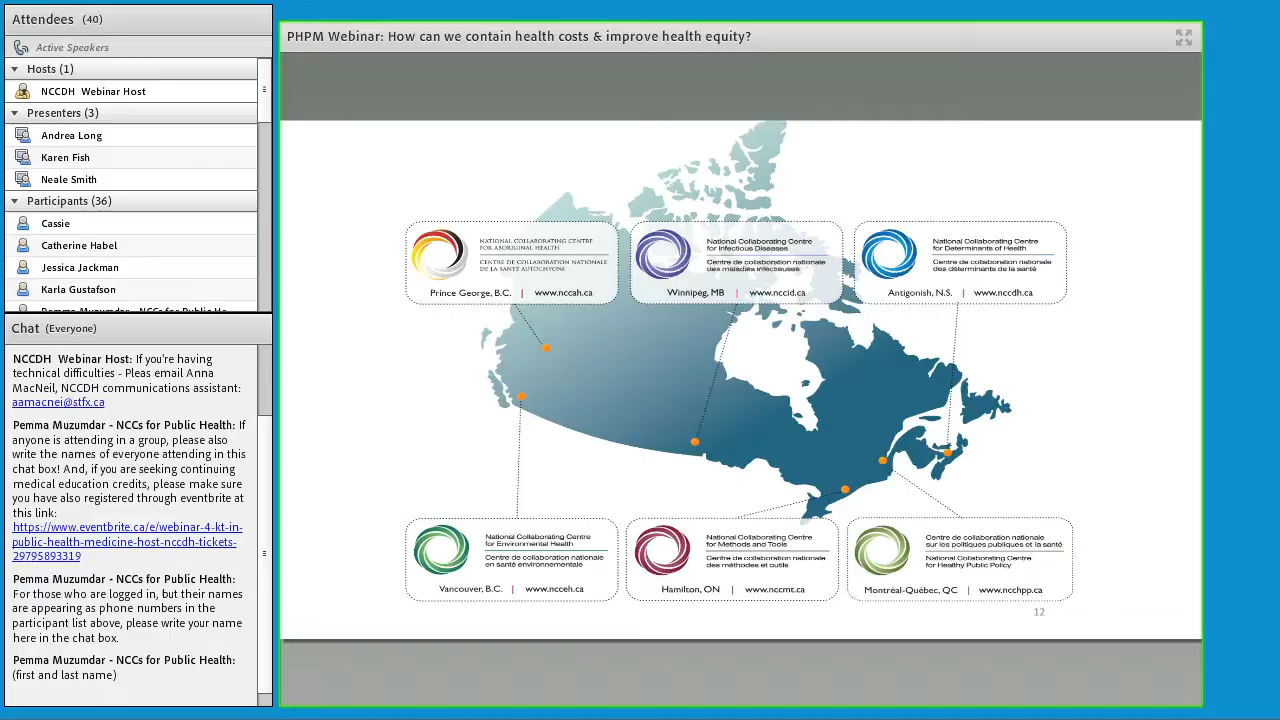 Attendees (40)
Active Speakers
Hosts (1)
NCCDH Webinar Host
Presenters (3)
Andrea Long
Karen Fish
Neale Smith
Participants (36)
Cassie
Catherine Habel
Jessica Jackman
Karla Gustafson
Pemma Muzumdar - NCCs for Public He...
Chat (Everyone)
NCCDH Webinar Host: If you're having
technical difficulties - Pleas email Anna
MacNeil, NCCDH communications assistant:
aamacnei@stfx.ca
Pemma Muzumdar - NCCs for Public Health: If
anyone is attending in a group, please also
write the names of everyone attending in this
chat box! And, if you are seeking continuing
medical education credits, please make sure
you have also registered through eventbrite at
this link:
https://www.eventbrite.ca/e/webinar-4-kt-in-
public-health-medicine-host-nccdh-tickets-
29795893319
Pemma Muzumdar - NCCs for Public Health:
For those who are logged in, but their names
are appearing as phone numbers in the
participant list above, please write your name
here in the chat box.
Pemma Muzumdar - NCCs for Public Health:
(first and last name)
PHPM Webinar: How can we contain health costs & improve health equity?
NATIONAL COLLABORATING CENTRE
FOR ABORIGINAL HEALTH
CENTRE DE COLLABORATION NATIONALE
DE LA SANTÉ AUTOCHTONE
Prince George, B.C. | www.nccah.ca
National Collaborating Centre
for Infectious Diseases
Centre de collaboration nationale
des maladies infectieuses
Winnipeg, MB | www.nccid.ca
National Collaborating Centre
for Determinants of Health
Centre de collaboration nationale
des déterminants de la santé
Antigonish, N.S. | www.nccdh.ca
National Collaborating Centre
for Environmental Health
Centre de collaboration nationale
en santé environnementale
Vancouver, B.C. | www.ncceh.ca
National Collaborating Centre
for Methods and Tools
Centre de collaboration nationale
des méthodes et outils
Hamilton, ON | www.nccmt.ca
Centre de collaboration nationale
sur les politiques publiques et la santé
National Collaborating Centre
for Healthy Public Policy
Montréal-Québec, QC | www.ncchpp.ca
12